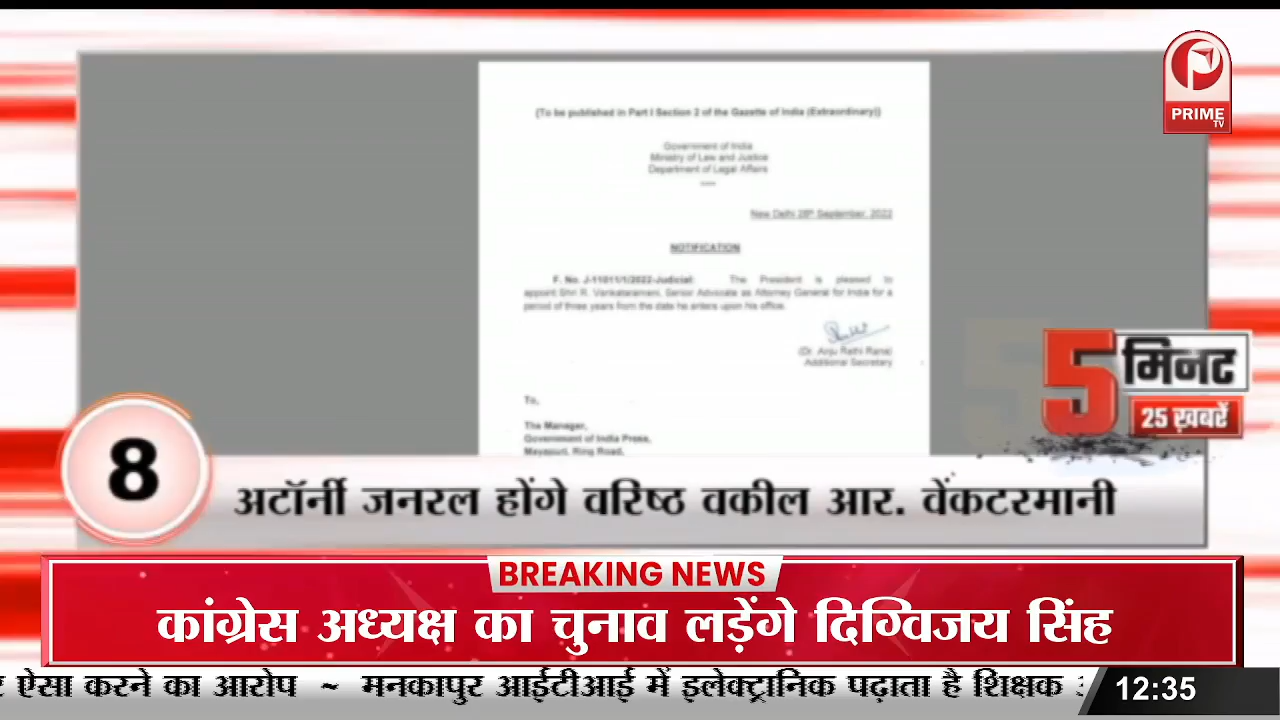 PRIME
TV
[To be published in Part I Section 2 of the Gazette of India (Extraordinary)]
Government of India
Ministry of Law and Justice
Department of Legal Affairs
New Delhi 28th September, 2022
NOTIFICATION
F. No. J-11011/1/2022-Judicial: The President is pleased to
appoint Shri R. Venkataramani, Senior Advocate as Attorney General for India for a
period of three years from the date he enters upon his office.
(Dr. Anju Rathi Rana)
Additional Secretary
To,
The Manager,
Government of India Press,
Mayapuri, Ring Road,
5 मिनट
25 ख़बरें
8
अटॉर्नी जनरल होंगे वरिष्ठ वकील आर. वेंकटरमानी
BREAKING NEWS
कांग्रेस अध्यक्ष का चुनाव लड़ेंगे दिग्विजय सिंह
ऐसा करने का आरोप ~ मनकापुर आईटीआई में इलेक्ट्रानिक पढ़ाता है शिक्षक
12:35